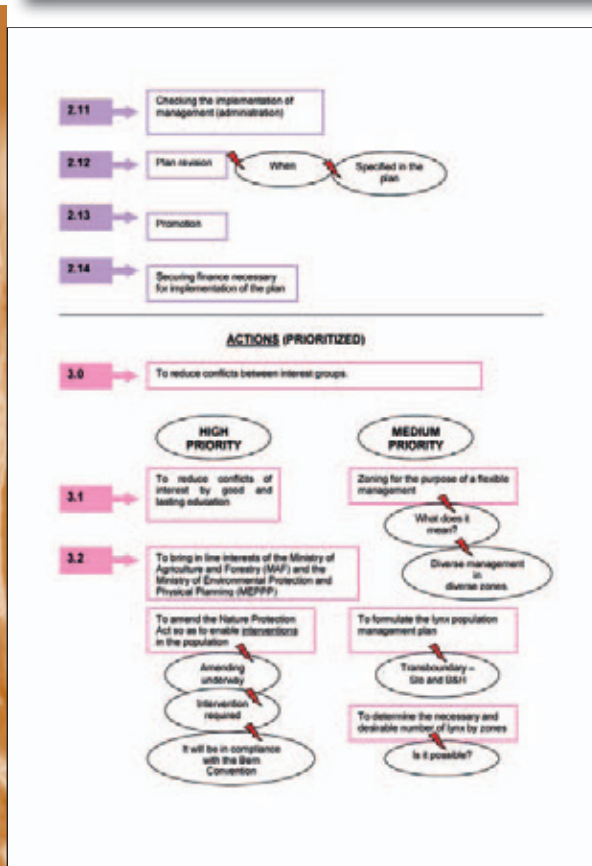 2.11
Checking the implementation of
management (administration)
2.12
Plan revision
When
Specified in the
plan
2.13
Promotion
2.14
Securing finance necessary
for implementation of the plan
ACTIONS (PRIORITIZED)
3.0
To reduce conflicts between interest groups.
HIGH
PRIORITY
MEDIUM
PRIORITY
3.1
To reduce conflicts of
interest by good and
lasting education
Zoning for the purpose of a flexible
management
What does it
mean?
Diverse management
in
diverse zones
3.2
To bring in line interests of the Ministry of
Agriculture and Forestry (MAF) and the
Ministry of Environmental Protection and
Physical Planning (MEPPP)
To amend the Nature Protection
Act so as to enable interventions
in the population
Amending
underway
Intervention
required
It will be in compliance
with the Bern
Convention
To formulate the lynx population
management plan
Transboundary –
Slo and B&H
To determine the necessary and
desirable number of lynx by zones
Is it possible?